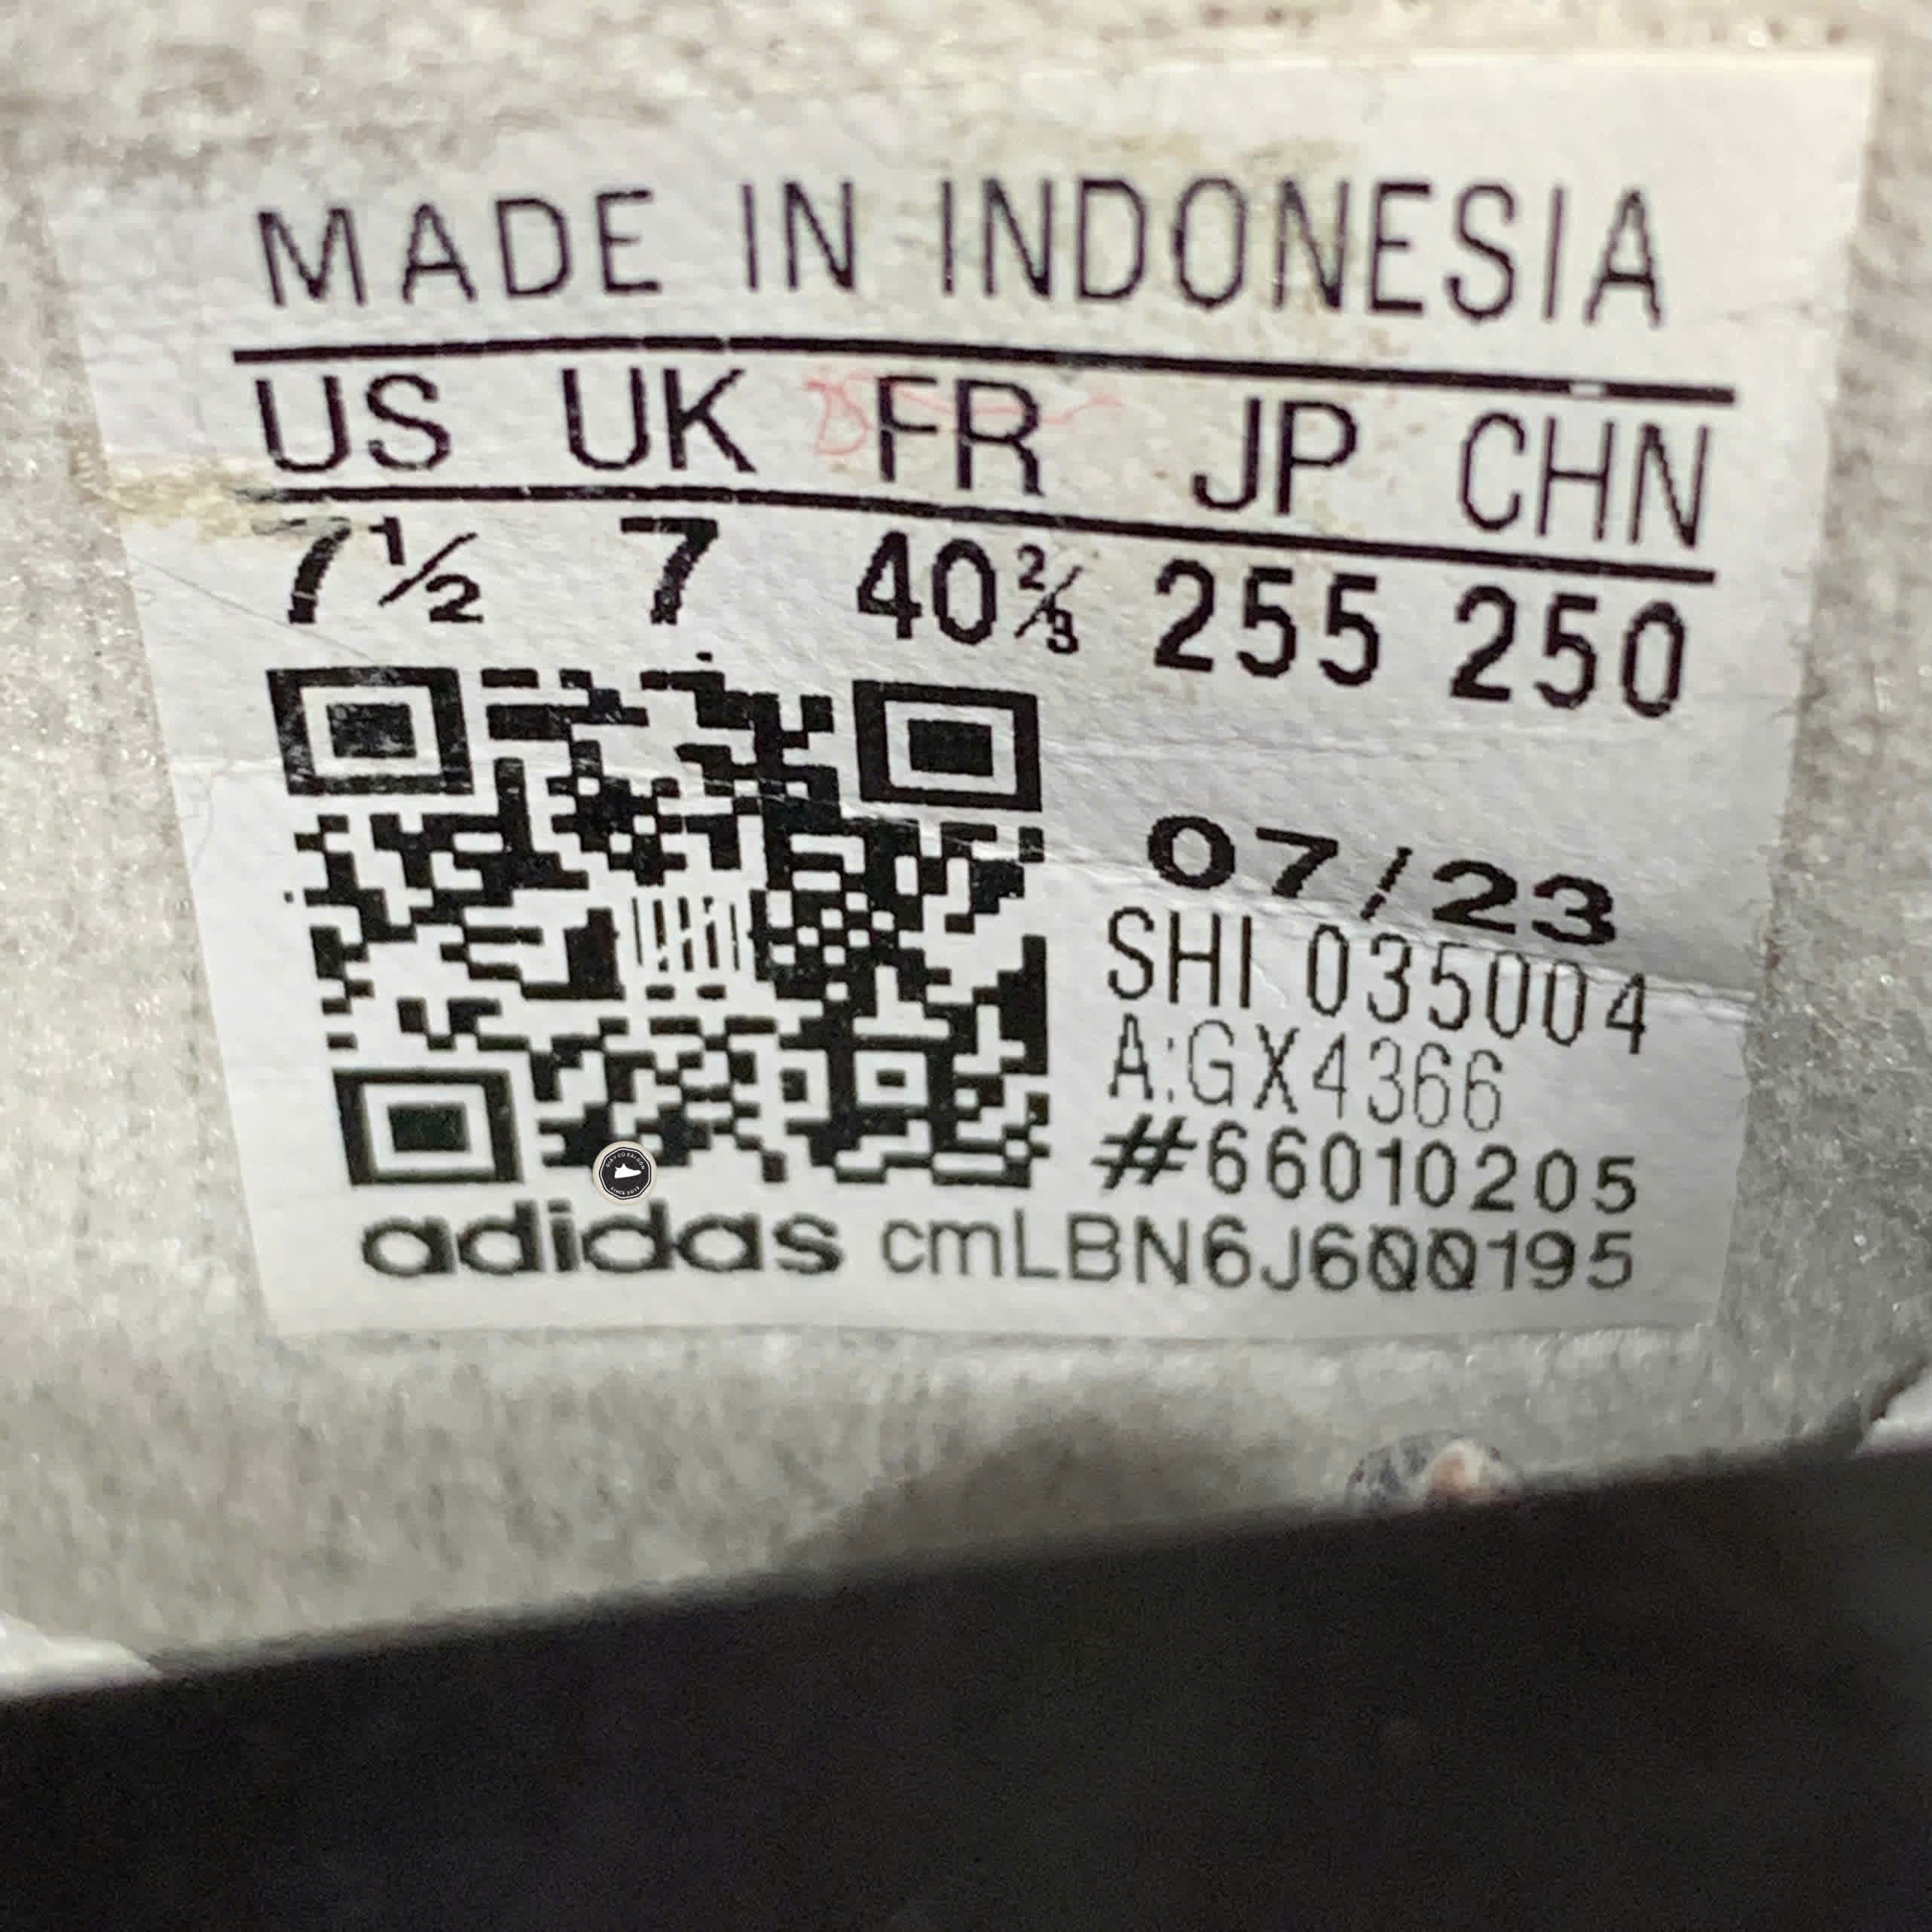 MADE IN INDONESIA
US UK FR JP CHN
7½ 7 40⅔ 255 250
07/23
SHI 035004
A:GX4366
#66010205
adidas cmLBN6J600195